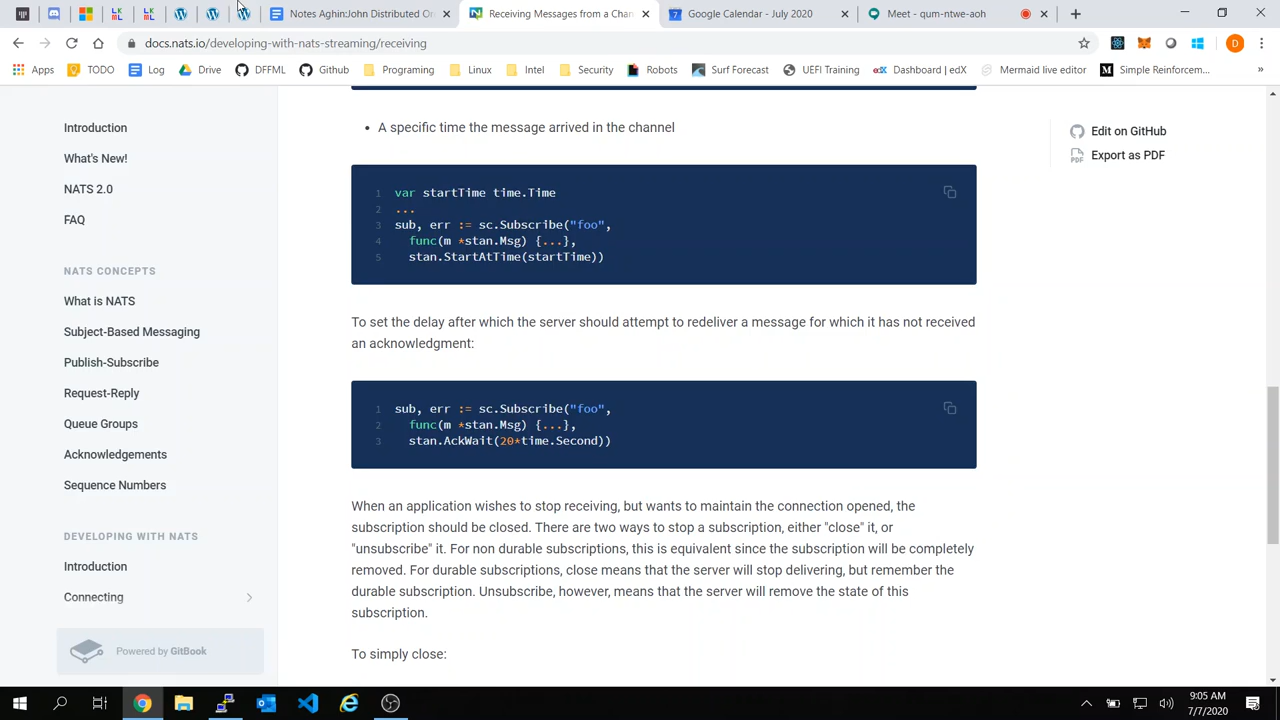 Notes Aghin:John Distributed On
Receiving Messages from a Chan
7
Google Calendar - July 2020
Meet - qum-ntwe-aoh
docs.nats.io/developing-with-nats-streaming/receiving
D
Apps
TODO
Log
Drive
DFFML
Github
Programing
Linux
Intel
Security
Robots
Surf Forecast
UEFI Training
edX Dashboard | edX
Mermaid live editor
M Simple Reinforcem...
»
Introduction
What's New!
NATS 2.0
FAQ
NATS CONCEPTS
What is NATS
Subject-Based Messaging
Publish-Subscribe
Request-Reply
Queue Groups
Acknowledgements
Sequence Numbers
DEVELOPING WITH NATS
Introduction
Connecting
Powered by GitBook
• A specific time the message arrived in the channel
1 var startTime time.Time
2 ...
3 sub, err := sc.Subscribe("foo",
4 func(m *stan.Msg) {...},
5 stan.StartAtTime(startTime))
To set the delay after which the server should attempt to redeliver a message for which it has not received
an acknowledgment:
1 sub, err := sc.Subscribe("foo",
2 func(m *stan.Msg) {...},
3 stan.AckWait(20*time.Second))
When an application wishes to stop receiving, but wants to maintain the connection opened, the
subscription should be closed. There are two ways to stop a subscription, either "close" it, or
"unsubscribe" it. For non durable subscriptions, this is equivalent since the subscription will be completely
removed. For durable subscriptions, close means that the server will stop delivering, but remember the
durable subscription. Unsubscribe, however, means that the server will remove the state of this
subscription.
To simply close:
Edit on GitHub
PDF
Export as PDF
9:05 AM
7/7/2020